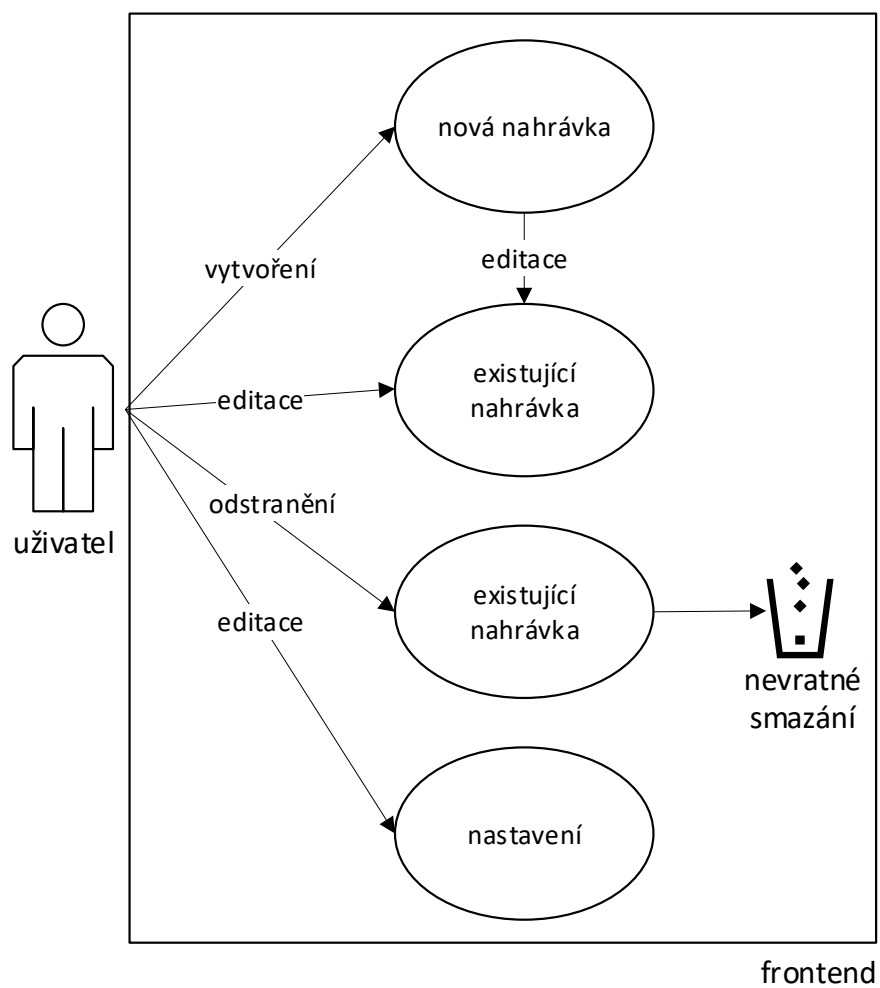 nová nahrávka
vytvoření
editace
existující
nahrávka
editace
odstranění
uživatel
existující
nahrávka
editace
nevratné
smazání
nastavení
frontend